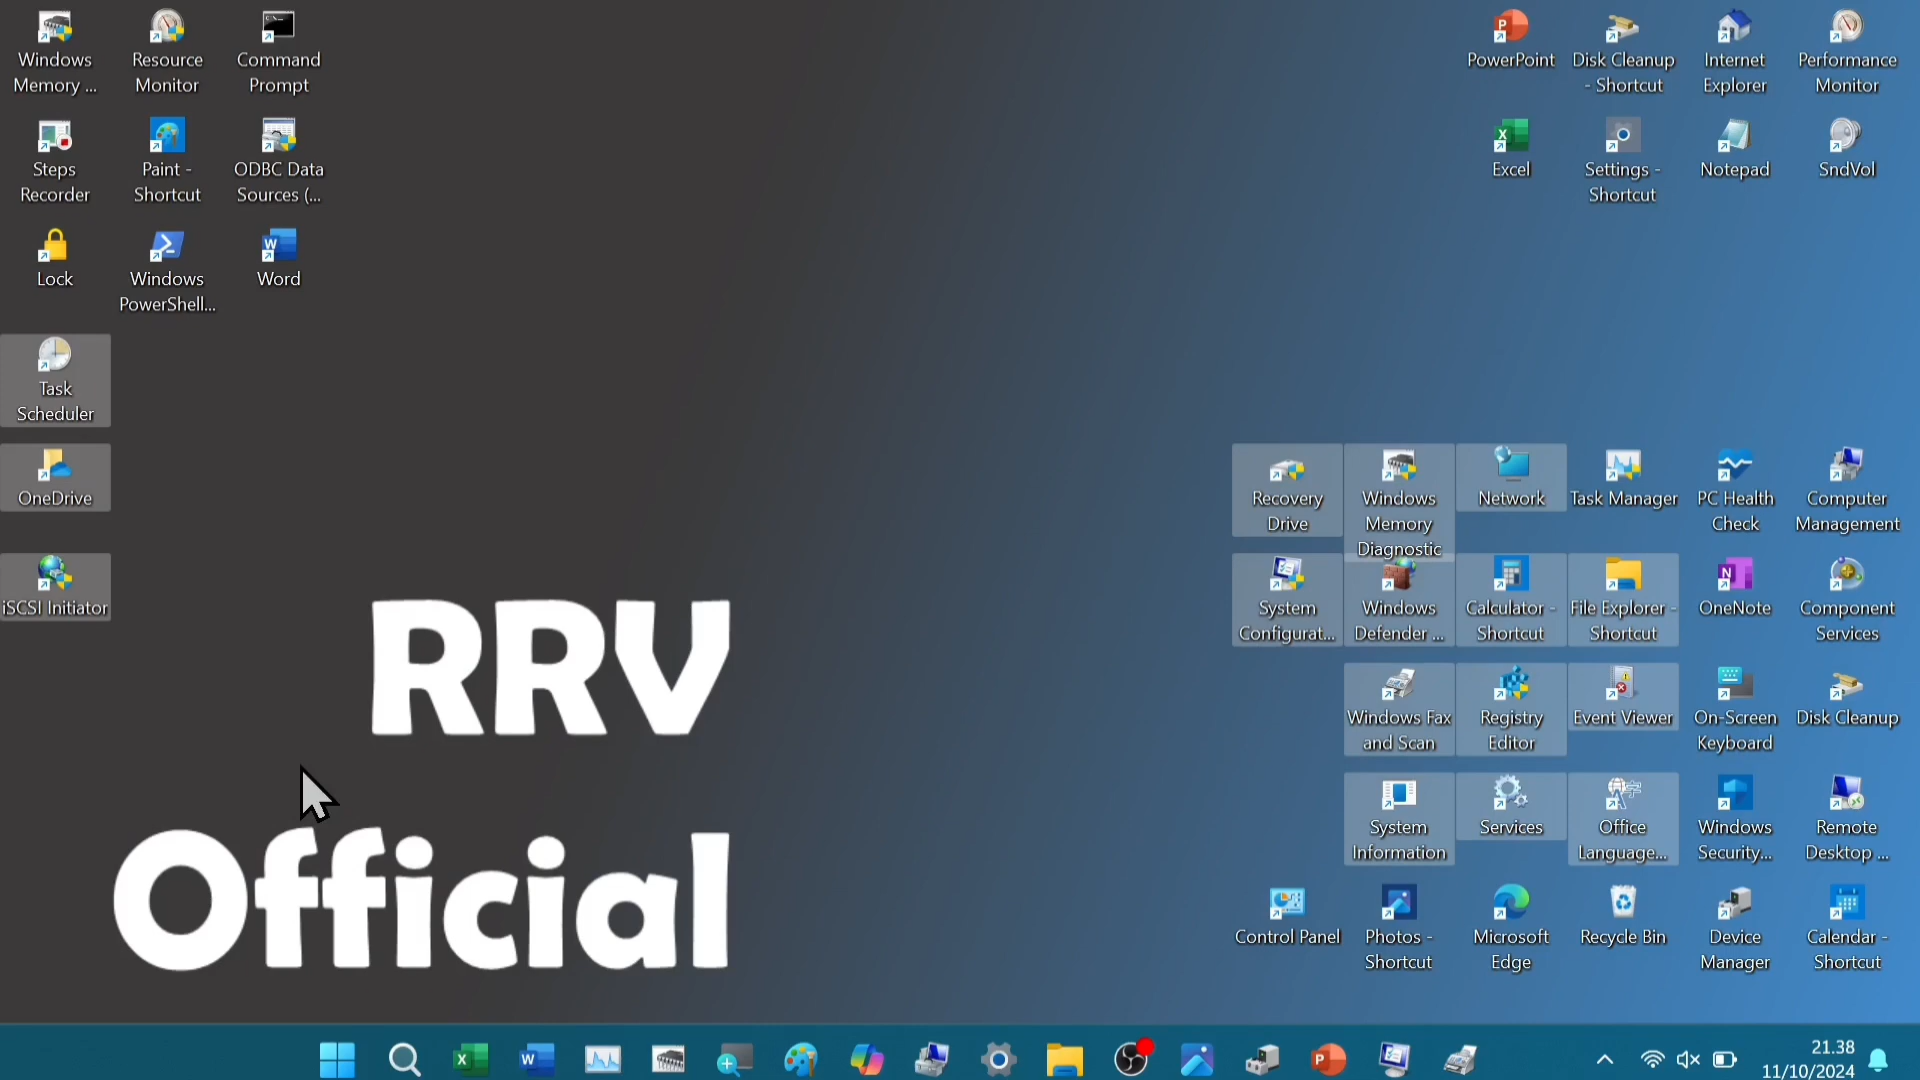 Windows
Memory ...
Resource
Monitor
Command
Prompt
Steps
Recorder
Paint -
Shortcut
ODBC Data
Sources (...
Lock
Windows
PowerShell...
Word
Task
Scheduler
OneDrive
iSCSI Initiator
PowerPoint
Disk Cleanup
- Shortcut
Internet
Explorer
Performance
Monitor
Excel
Settings -
Shortcut
Notepad
SndVol
Recovery
Drive
Windows
Memory
Diagnostic
Network
Task Manager
PC Health
Check
Computer
Management
System
Configurat...
Windows
Defender ...
Calculator -
Shortcut
File Explorer -
Shortcut
OneNote
Component
Services
Windows Fax
and Scan
Registry
Editor
Event Viewer
On-Screen
Keyboard
Disk Cleanup
System
Information
Services
Office
Language...
Windows
Security...
Remote
Desktop ...
Control Panel
Photos -
Shortcut
Microsoft
Edge
Recycle Bin
Device
Manager
Calendar -
Shortcut
RRV
Official
21.38
11/10/2024